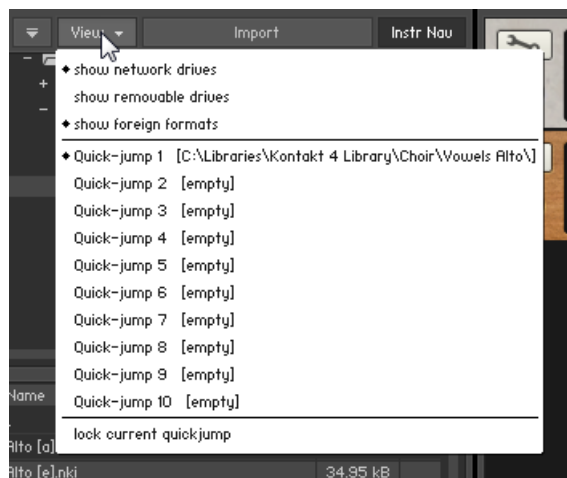 View
Import
Instr Nav
show network drives
show removable drives
show foreign formats
Quick-jump 1 [C:\Libraries\Kontakt 4 Library\Choir\Vowels Alto\]
Quick-jump 2 [empty]
Quick-jump 3 [empty]
Quick-jump 4 [empty]
Quick-jump 5 [empty]
Quick-jump 6 [empty]
Quick-jump 7 [empty]
Quick-jump 8 [empty]
Quick-jump 9 [empty]
Quick-jump 10 [empty]
lock current quickjump
Name
Alto [a]
Alto [e].nki 34.95 kB